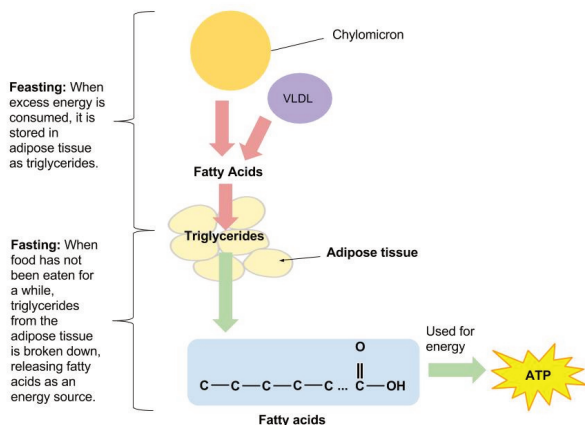 Chylomicron
VLDL
Feasting: When
excess energy is
consumed, it is
stored in
adipose tissue
as triglycerides.
Fatty Acids
Triglycerides
Adipose tissue
Fasting: When
food has not
been eaten for
a while,
triglycerides
from the
adipose tissue
is broken down,
releasing fatty
acids as an
energy source.
O
C C C C C ... C OH
Fatty acids
Used for
energy
ATP